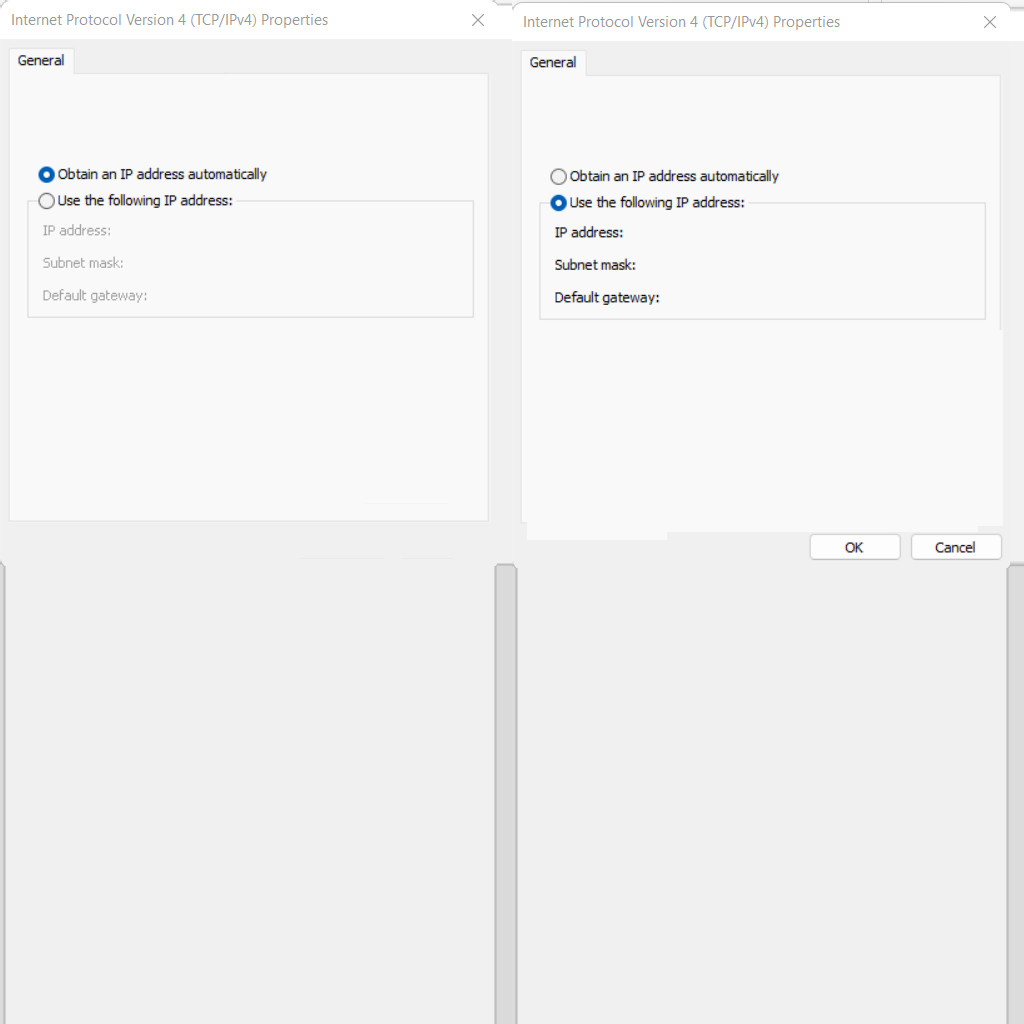 Internet Protocol Version 4 (TCP/IPv4) Properties
General
Obtain an IP address automatically
Use the following IP address:
IP address:
Subnet mask:
Default gateway:
Internet Protocol Version 4 (TCP/IPv4) Properties
General
Obtain an IP address automatically
Use the following IP address:
IP address:
Subnet mask:
Default gateway:
OK
Cancel